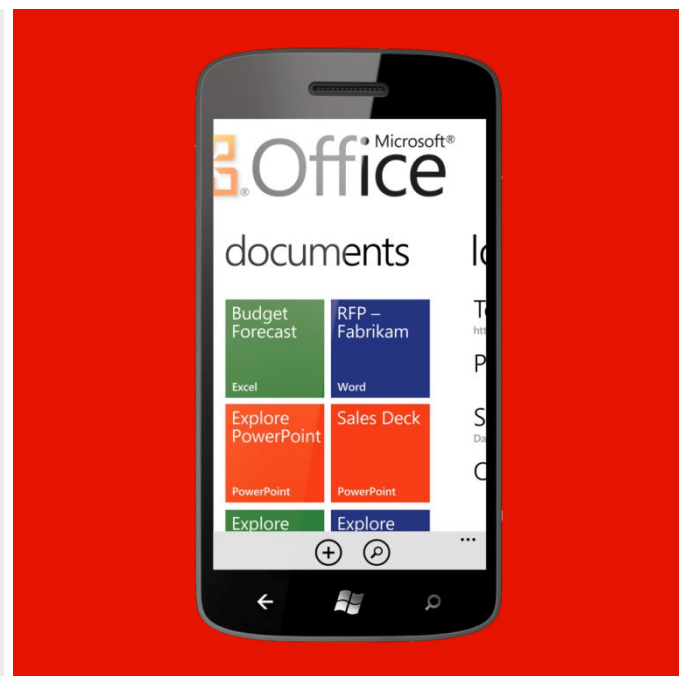 Microsoft®
Office
documents
Budget
Forecast
Excel
RFP –
Fabrikam
Word
Explore
PowerPoint
PowerPoint
Sales Deck
PowerPoint
Explore
Explore